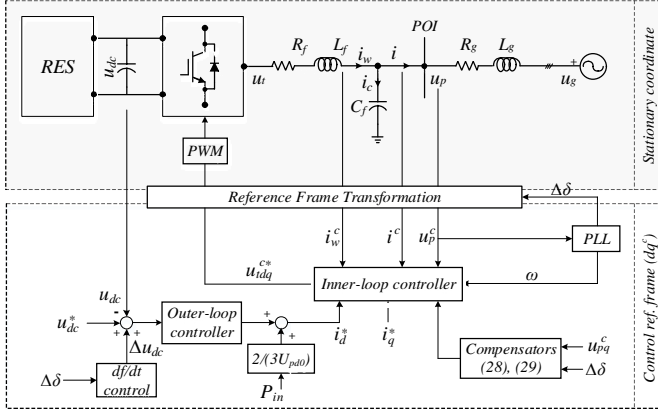 POI
R_f
L_f
i_w
i
R_g
L_g
RES
u_dc
u_t
i_c
u_p
u_g
C_f
PWM
Stationary coordinate
Reference Frame Transformation
Δδ
i_w^c
i^c
u_p^c
PLL
u_tdq^c*
ω
Inner-loop controller
u_dc
-
u_dc^*
+
+
Outer-loop
controller
+
+
i_d^*
i_q^*
Δu_dc
Δδ
df/dt
control
2/(3U_pd0)
P_in
Compensators
(28), (29)
u_pq^c
Δδ
Control ref. frame (dq^c)
+